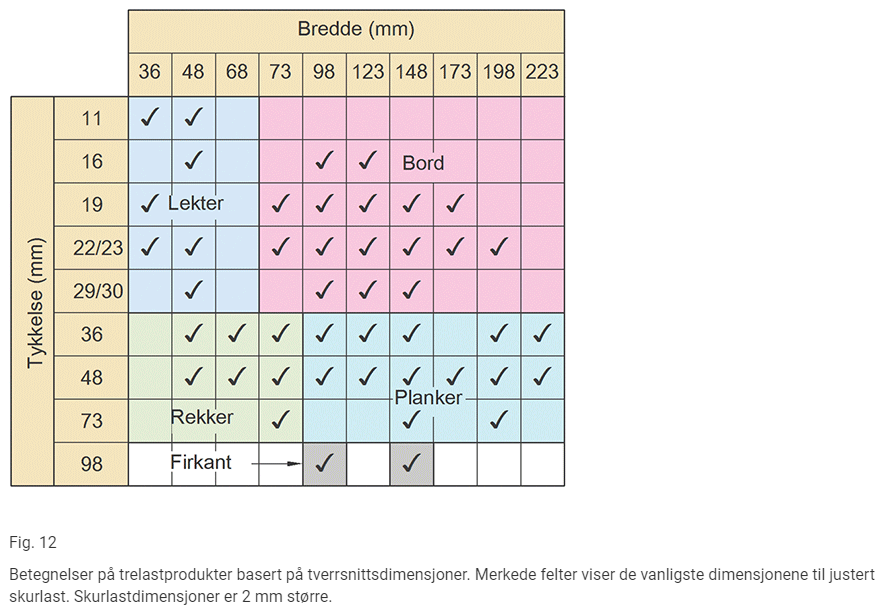 Bredde (mm)
36 48 68 73 98 123 148 173 198 223
Tykkelse (mm)
11 ✓ ✓
16 ✓ ✓ ✓ Bord
19 ✓ Lekter ✓ ✓ ✓ ✓ ✓
22/23 ✓ ✓ ✓ ✓ ✓ ✓ ✓ ✓
29/30 ✓ ✓ ✓ ✓
36 ✓ ✓ ✓ ✓ ✓ ✓ ✓ ✓
48 ✓ ✓ ✓ ✓ ✓ ✓ ✓ ✓ ✓
Planker
73 Rekker ✓ ✓ ✓
98 Firkant ✓ ✓
Fig. 12
Betegnelser på trelastprodukter basert på tverrsnittsdimensjoner. Merkede felter viser de vanligste dimensjonene til justert
skurlast. Skurlastdimensjoner er 2 mm større.